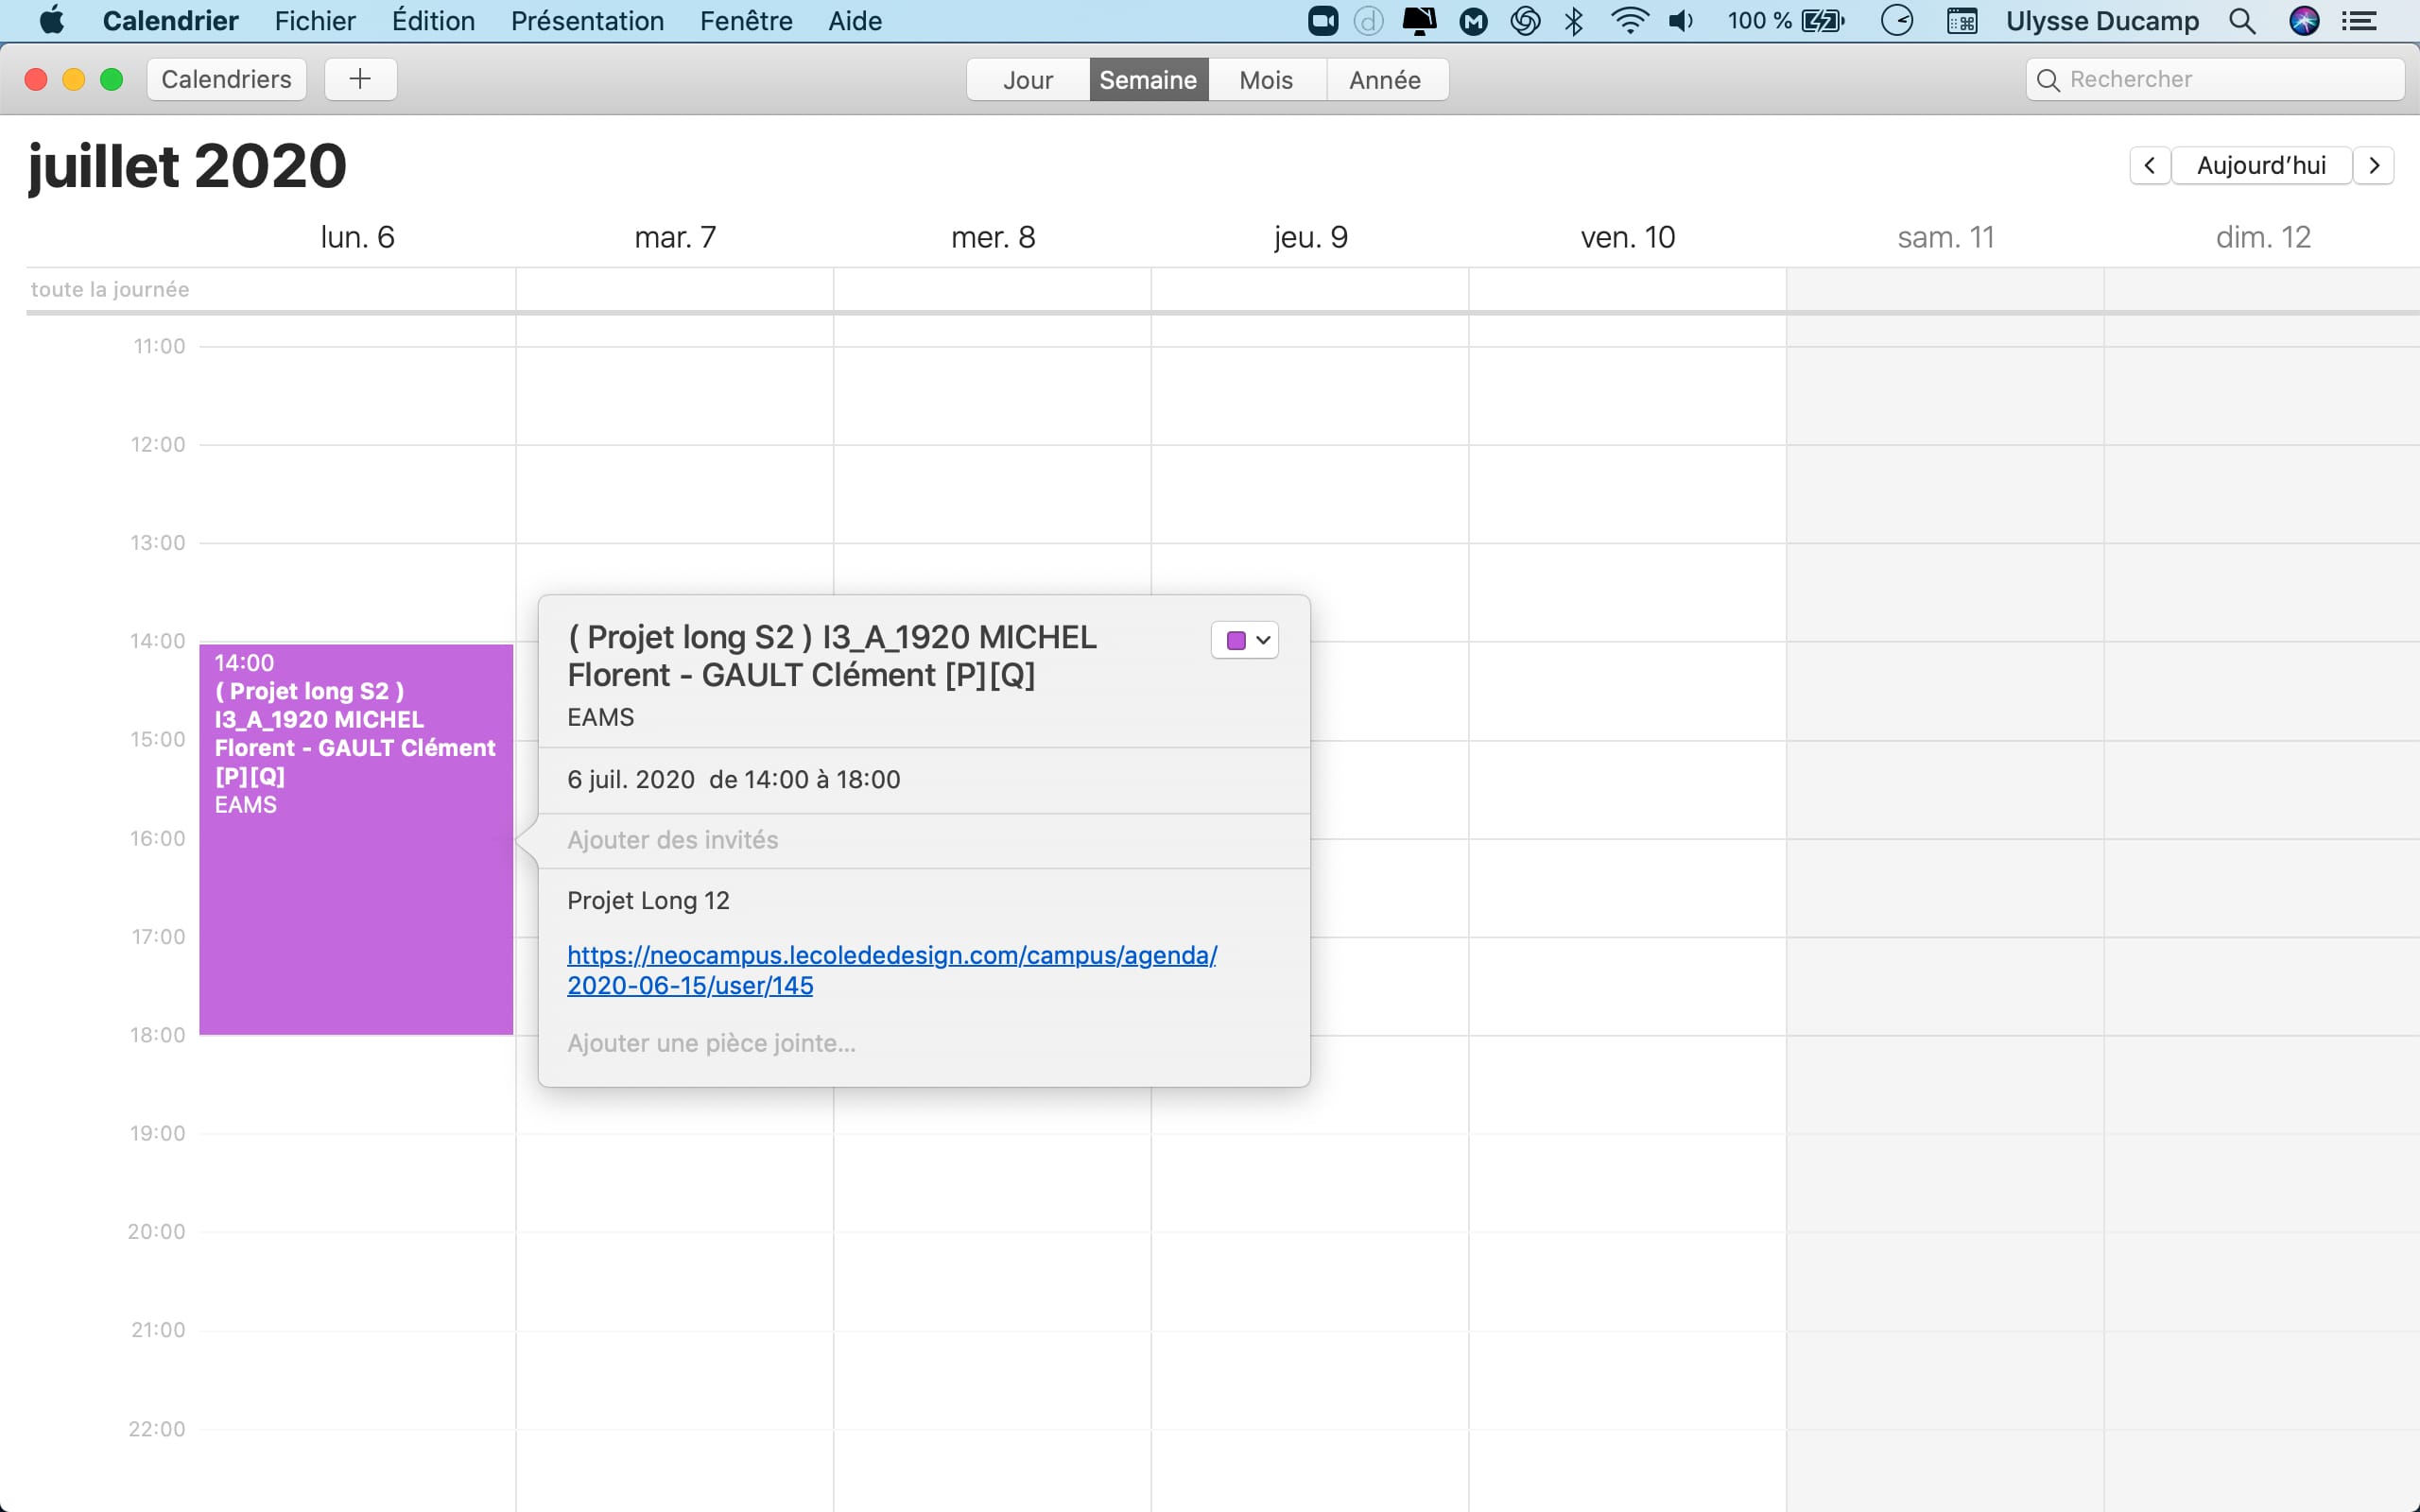 Calendrier Fichier Édition Présentation Fenêtre Aide 100 % Ulysse Ducamp
Calendriers Jour Semaine Mois Année Rechercher
juillet 2020 Aujourd’hui
lun. 6 mar. 7 mer. 8 jeu. 9 ven. 10 sam. 11 dim. 12
toute la journée
11:00
12:00
13:00
14:00
15:00
16:00
17:00
18:00
19:00
20:00
21:00
22:00
14:00
( Projet long S2 )
I3_A_1920 MICHEL
Florent - GAULT Clément
[P][Q]
EAMS
( Projet long S2 ) I3_A_1920 MICHEL
Florent - GAULT Clément [P][Q]
EAMS
6 juil. 2020 de 14:00 à 18:00
Ajouter des invités
Projet Long 12
https://neocampus.lecolededesign.com/campus/agenda/
2020-06-15/user/145
Ajouter une pièce jointe...